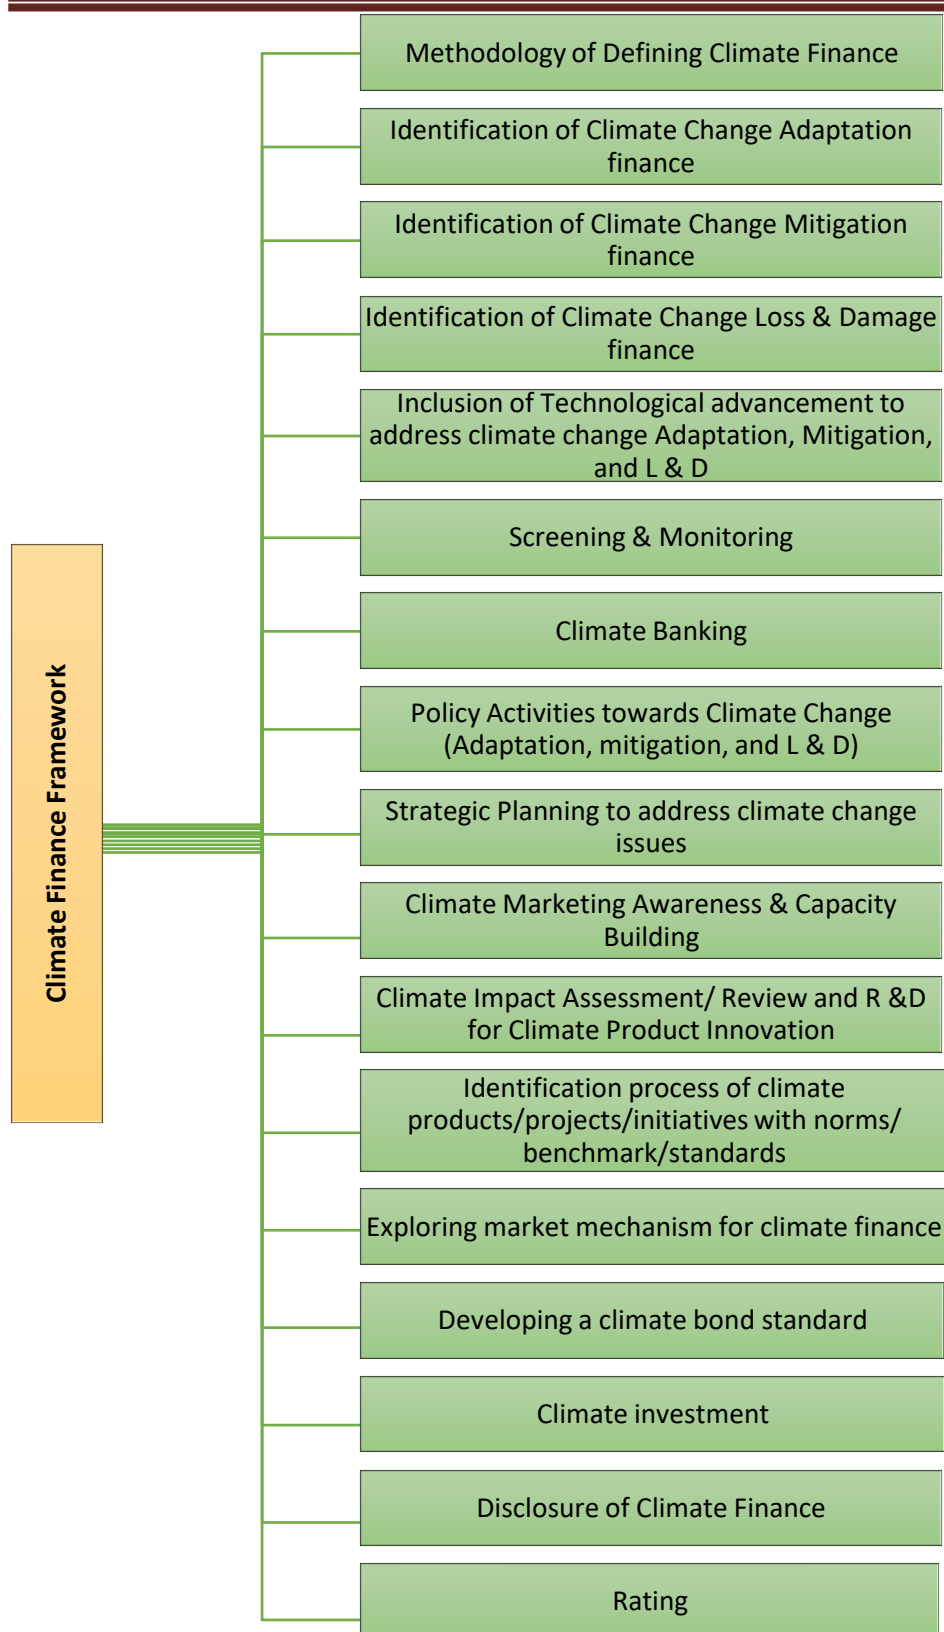 Climate Finance Framework
Methodology of Defining Climate Finance
Identification of Climate Change Adaptation
finance
Identification of Climate Change Mitigation
finance
Identification of Climate Change Loss & Damage
finance
Inclusion of Technological advancement to
address climate change Adaptation, Mitigation,
and L & D
Screening & Monitoring
Climate Banking
Policy Activities towards Climate Change
(Adaptation, mitigation, and L & D)
Strategic Planning to address climate change
issues
Climate Marketing Awareness & Capacity
Building
Climate Impact Assessment/ Review and R &D
for Climate Product Innovation
Identification process of climate
products/projects/initiatives with norms/
benchmark/standards
Exploring market mechanism for climate finance
Developing a climate bond standard
Climate investment
Disclosure of Climate Finance
Rating